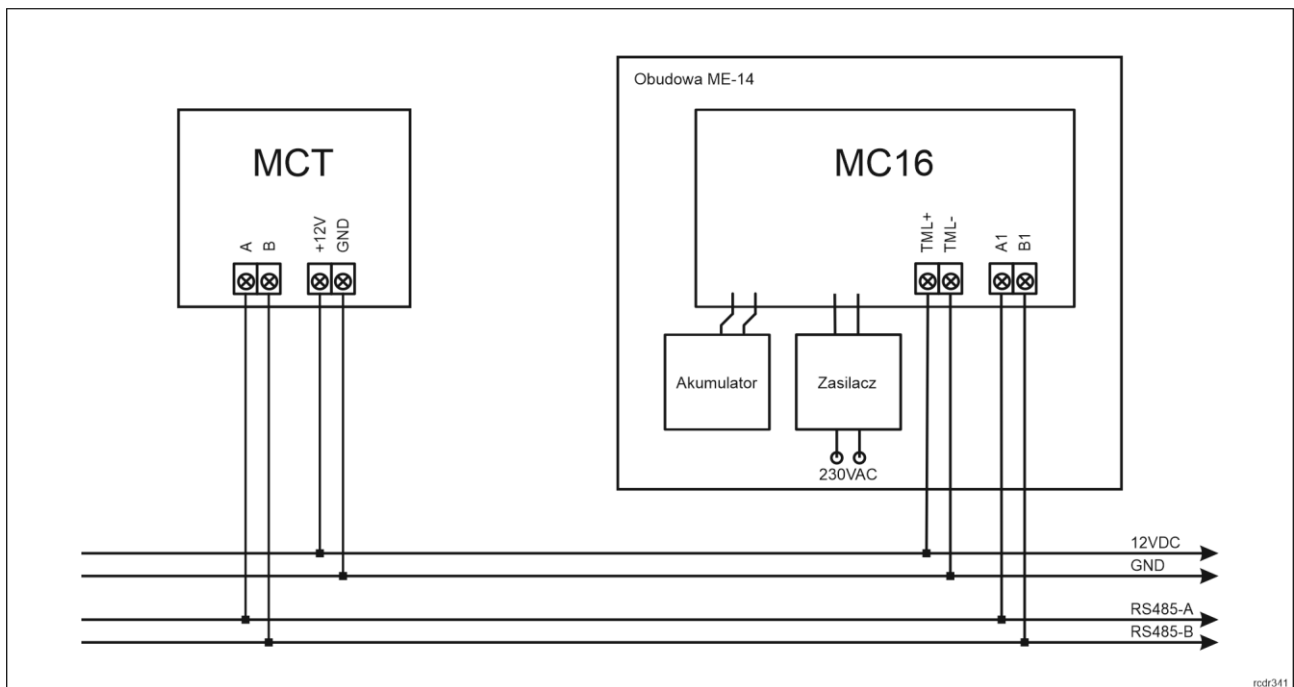 Obudowa ME-14
MCT
MC16
A
B
+12V
GND
TML+
TML-
A1
B1
Akumulator
Zasilacz
230VAC
12VDC
GND
RS485-A
RS485-B
rcdr341